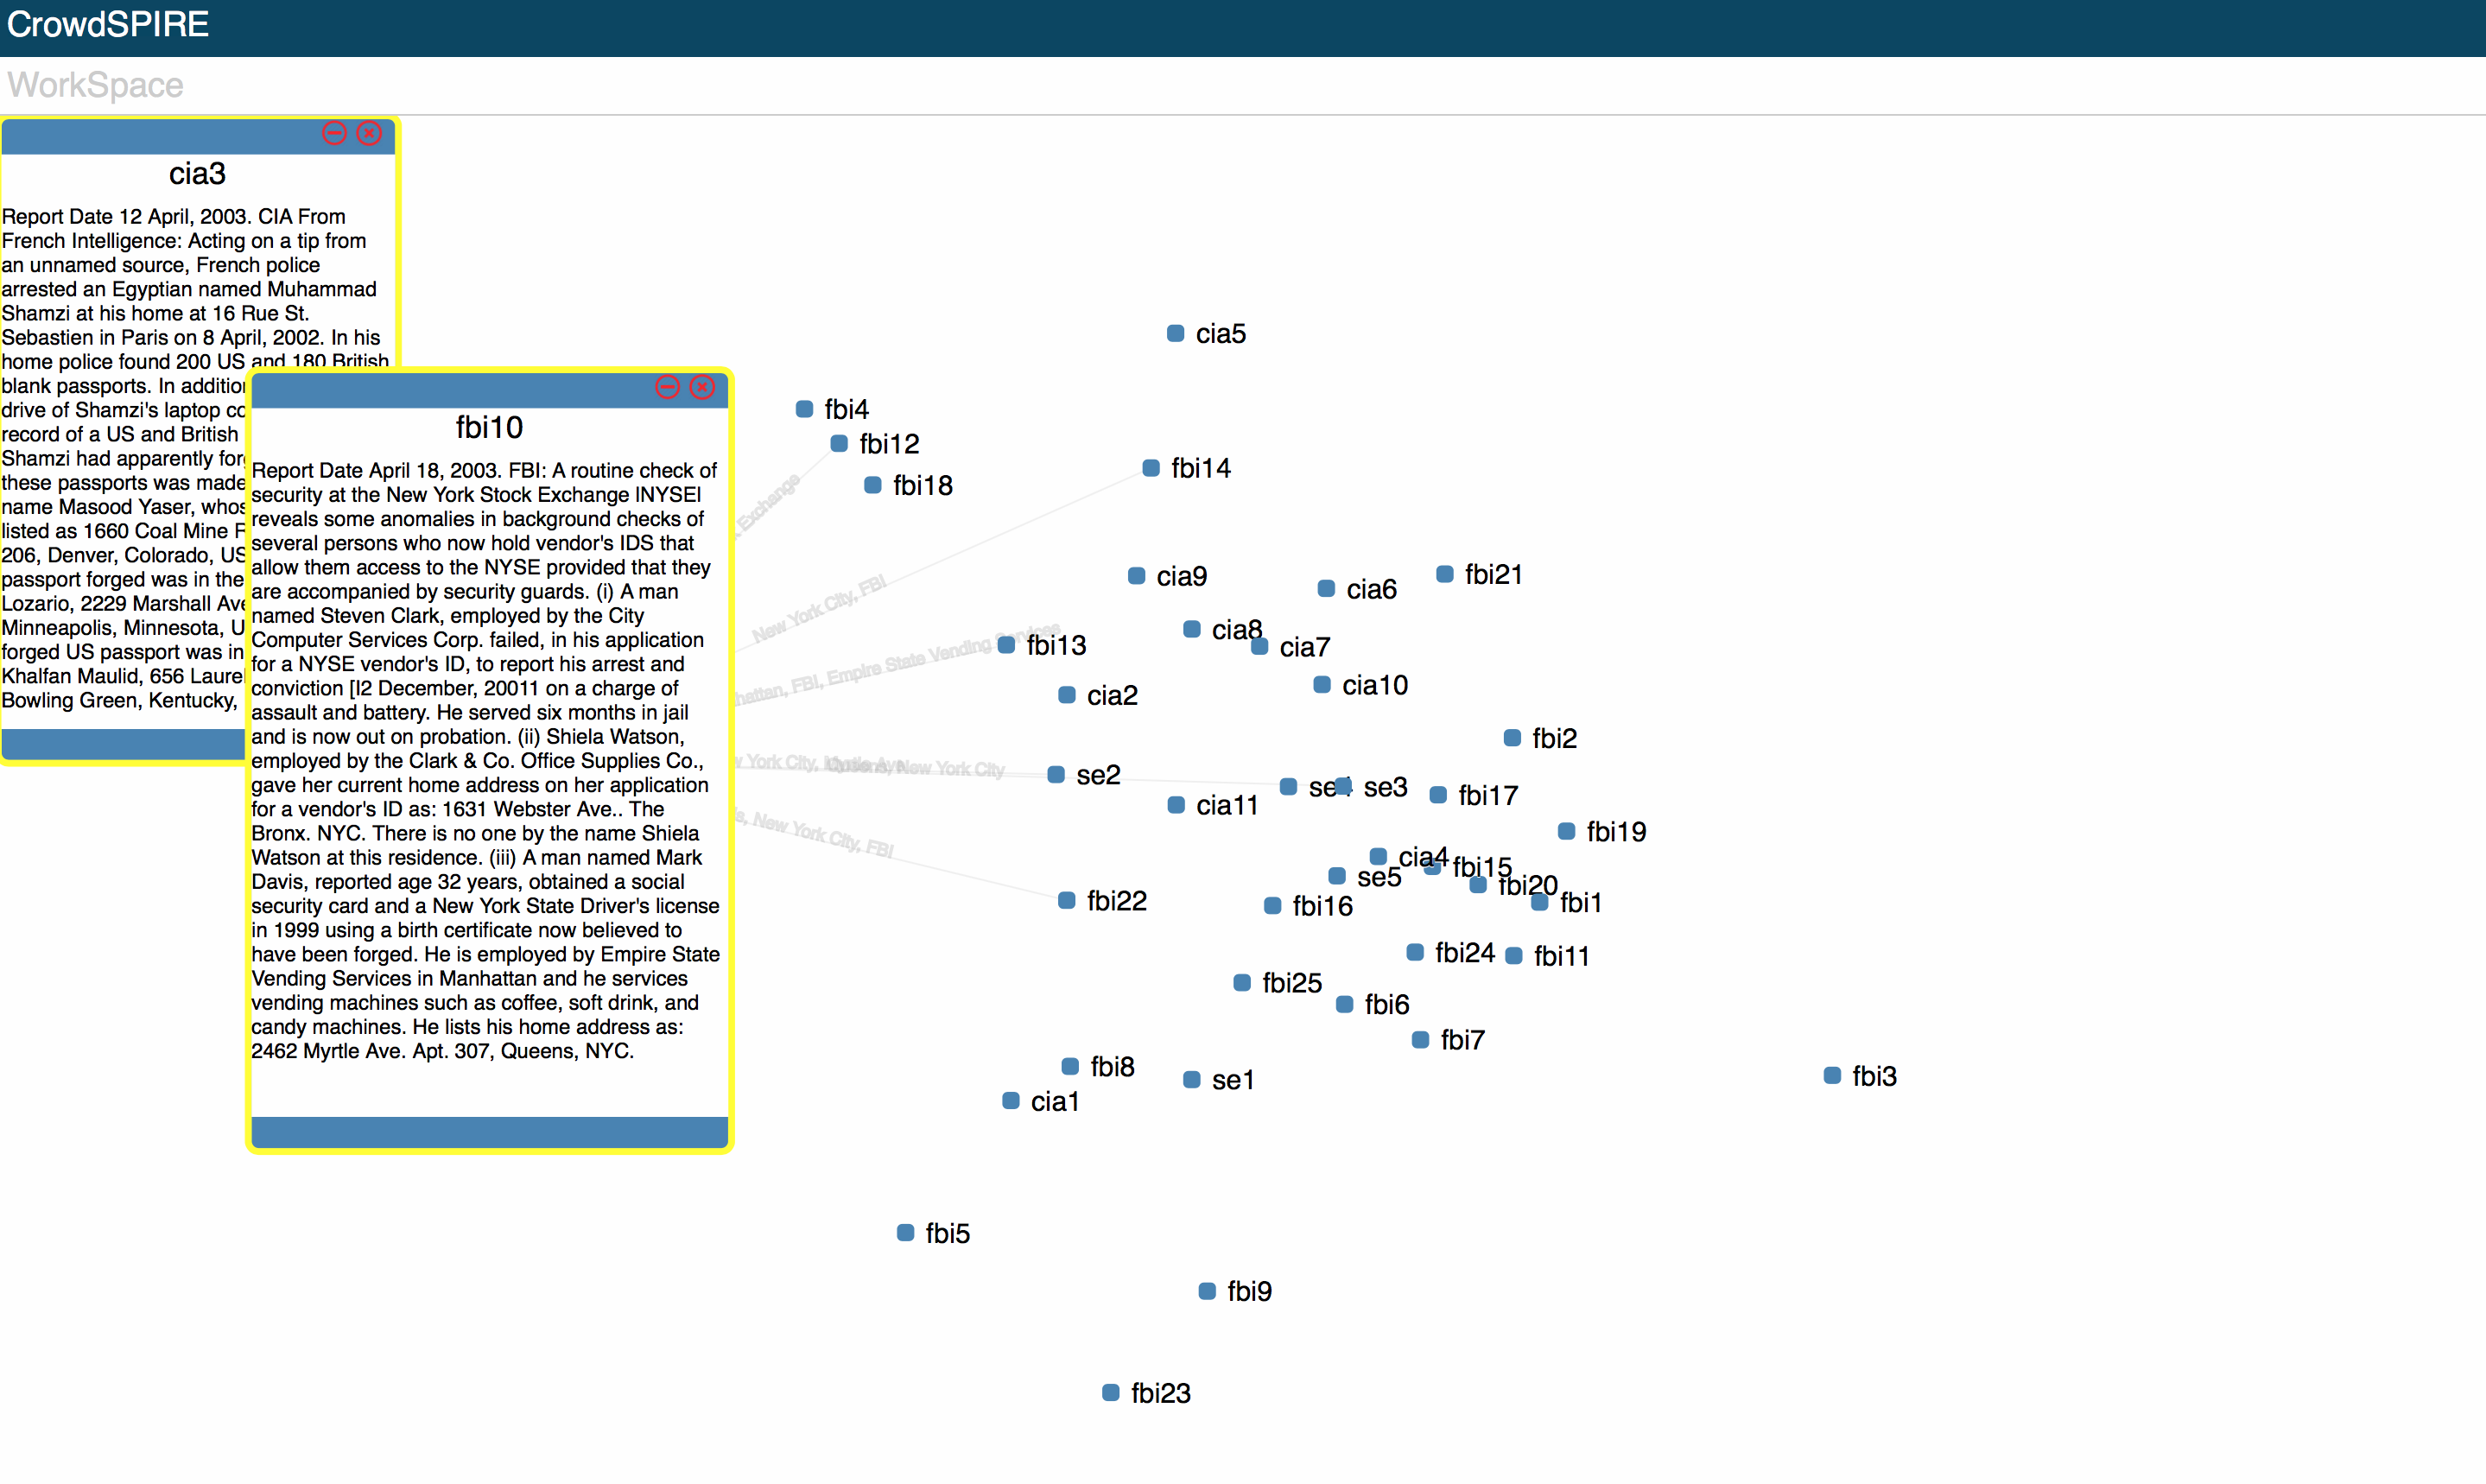 CrowdSPIRE
WorkSpace
cia3
Report Date 12 April, 2003. CIA From
French Intelligence: Acting on a tip from
an unnamed source, French police
arrested an Egyptian named Muhammad
Shamzi at his home at 16 Rue St.
Sebastien in Paris on 8 April, 2002. In his
home police found 200 US and 180 British
blank passports. In addition
drive of Shamzi's laptop
record of a US and British
Shamzi had apparently
these passports was made
name Masood Yaser,
listed as 1660 Coal Mine
206, Denver, Colorado,
passport forged was in the
Lozario, 2229 Marshall
Minneapolis, Minnesota,
forged US passport was in
Khalfan Maulid, 656
Bowling Green, Kentucky,
fbi10
Report Date April 18, 2003. FBI: A routine check of
security at the New York Stock Exchange lNYSEl
reveals some anomalies in background checks of
several persons who now hold vendor's IDS that
allow them access to the NYSE provided that they
are accompanied by security guards. (i) A man
named Steven Clark, employed by the City
Computer Services Corp. failed, in his application
for a NYSE vendor's ID, to report his arrest and
conviction [l2 December, 20011 on a charge of
assault and battery. He served six months in jail
and is now out on probation. (ii) Shiela Watson,
employed by the Clark & Co. Office Supplies Co.,
gave her current home address on her application
for a vendor's ID as: 1631 Webster Ave.. The
Bronx. NYC. There is no one by the name Shiela
Watson at this residence. (iii) A man named Mark
Davis, reported age 32 years, obtained a social
security card and a New York State Driver's license
in 1999 using a birth certificate now believed to
have been forged. He is employed by Empire State
Vending Services in Manhattan and he services
vending machines such as coffee, soft drink, and
candy machines. He lists his home address as:
2462 Myrtle Ave. Apt. 307, Queens, NYC.
cia5
fbi4
fbi12
fbi14
fbi18
Exchange
cia9
cia6
fbi21
New York City, FBI
cia8
cia7
fbi13
FBI, Empire State Vending Services
cia10
cia2
fbi2
York City,
New York City
se2
se3
fbi17
cia11
fbi19
New York City, FBI
cia4
fbi15
se5
fbi20
fbi22
fbi16
fbi1
fbi24
fbi11
fbi25
fbi6
fbi7
fbi8
se1
fbi3
cia1
fbi5
fbi9
fbi23